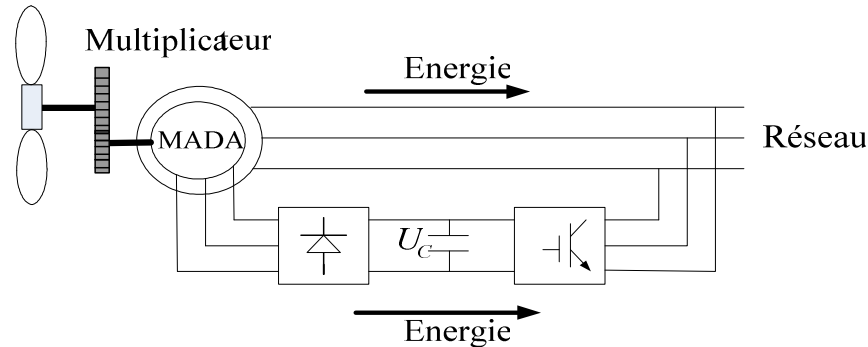 Multiplicateur
Energie
MADA
Réseau
U_C
Energie